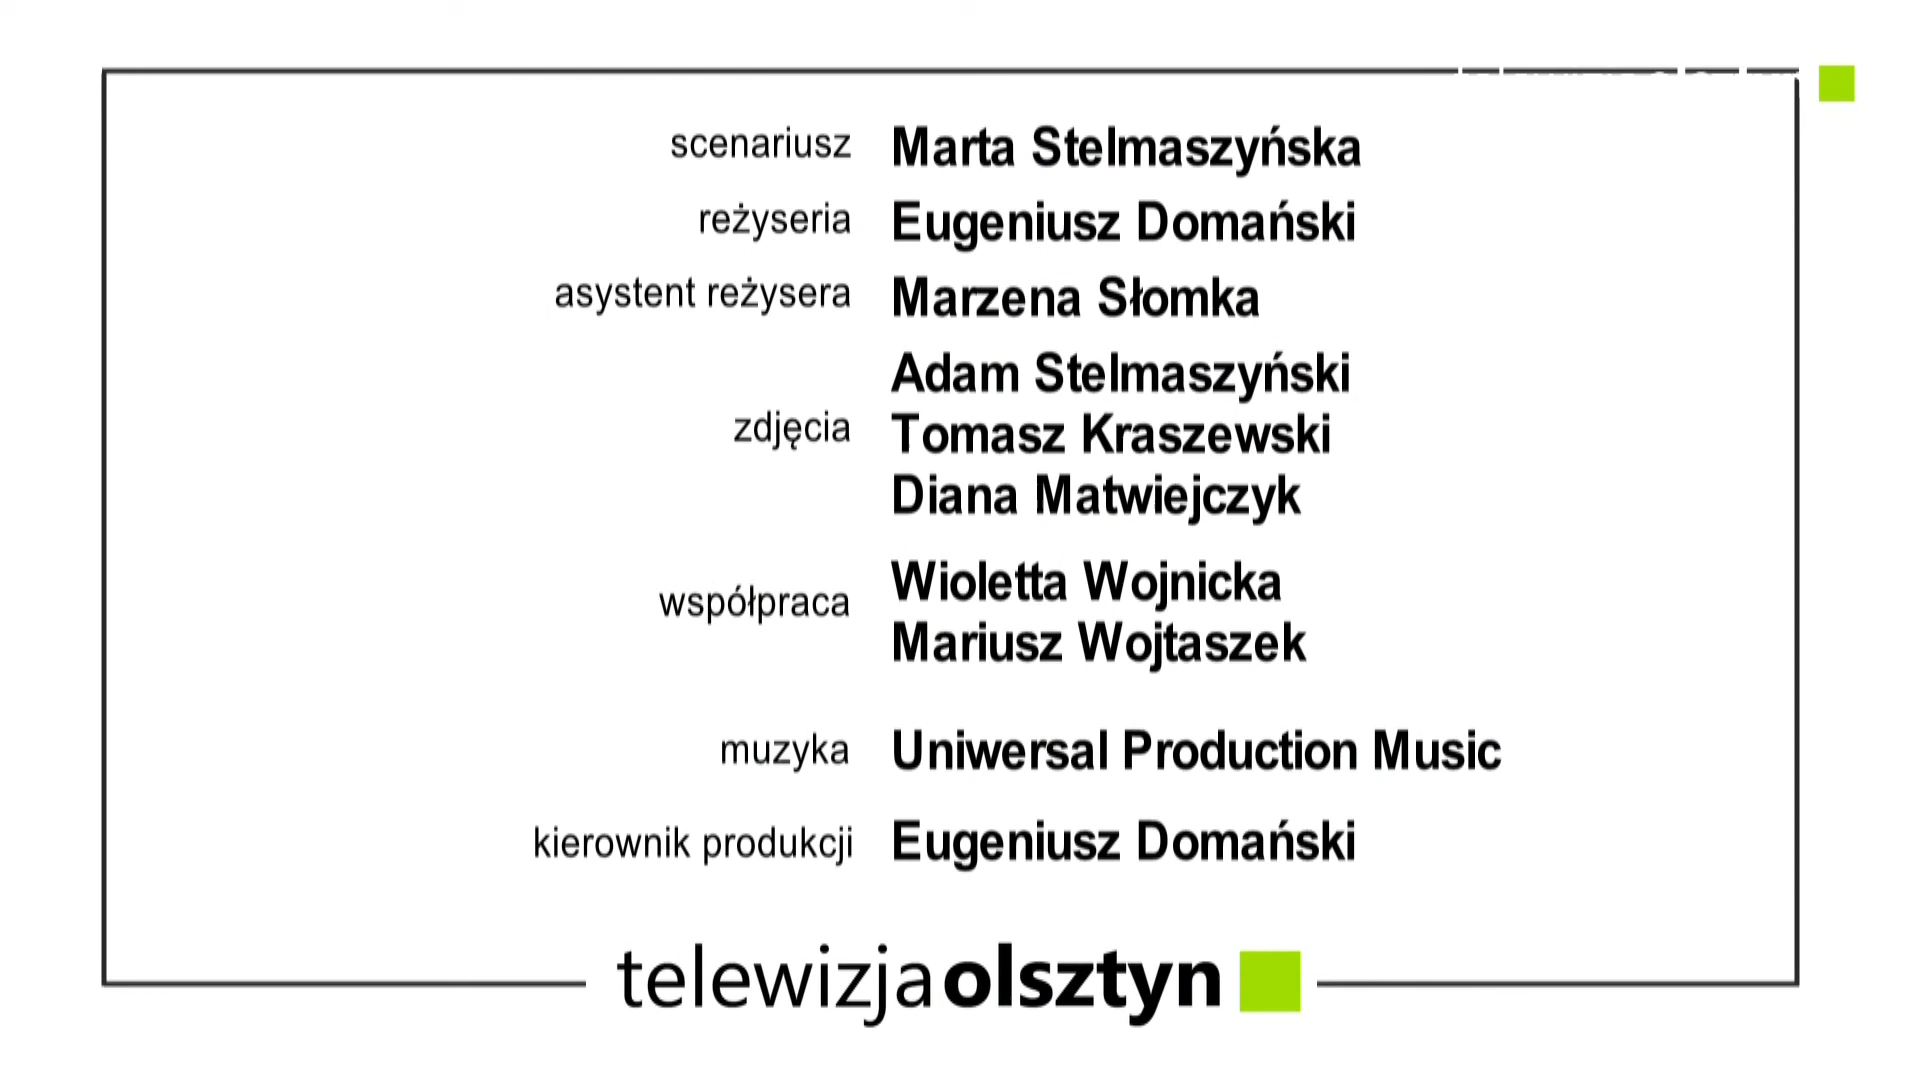 scenariusz Marta Stelmaszyńska
reżyseria Eugeniusz Domański
asystent reżysera Marzena Słomka
Adam Stelmaszyński
zdjęcia Tomasz Kraszewski
Diana Matwiejczyk
Wioletta Wojnicka
współpraca
Mariusz Wojtaszek
muzyka Uniwersal Production Music
kierownik produkcji Eugeniusz Domański
telewizjaolsztyn